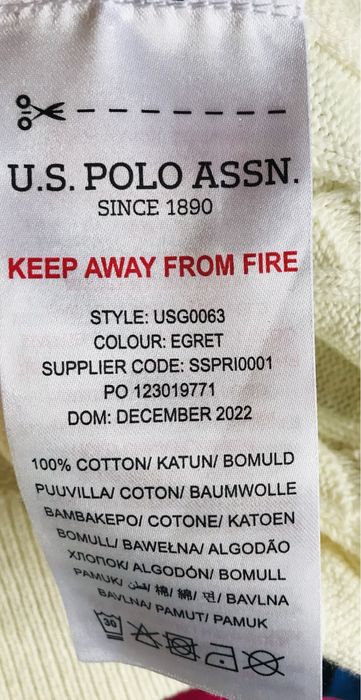 U.S. POLO ASSN.
SINCE 1890
KEEP AWAY FROM FIRE
STYLE: USG0063
COLOUR: EGRET
SUPPLIER CODE: SSPRI0001
PO 123019771
DOM: DECEMBER 2022
100% COTTON/ KATUN/ BOMULD
PUUVILLA/ COTON/ BAUMWOLLE
BAMBAKEPO/ COTONE/ KATOEN
BOMULL/ BAWEŁNA/ ALGODÃO
ХЛОПОК/ ALGODÓN/ BOMULL
PAMUK/ قطن/ 棉/ 綿/ 면/ BAVLNA
BAVLNA/ PAMUT/ PAMUK
30